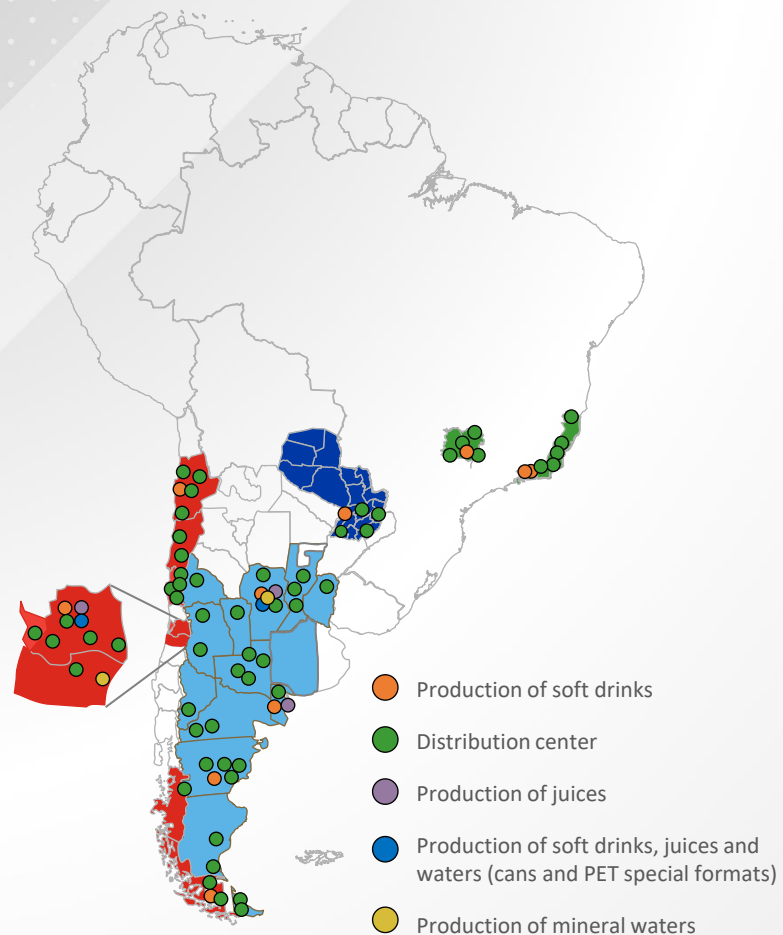 Production of soft drinks
Distribution center
Production of juices
Production of soft drinks, juices and
waters (cans and PET special formats)
Production of mineral waters